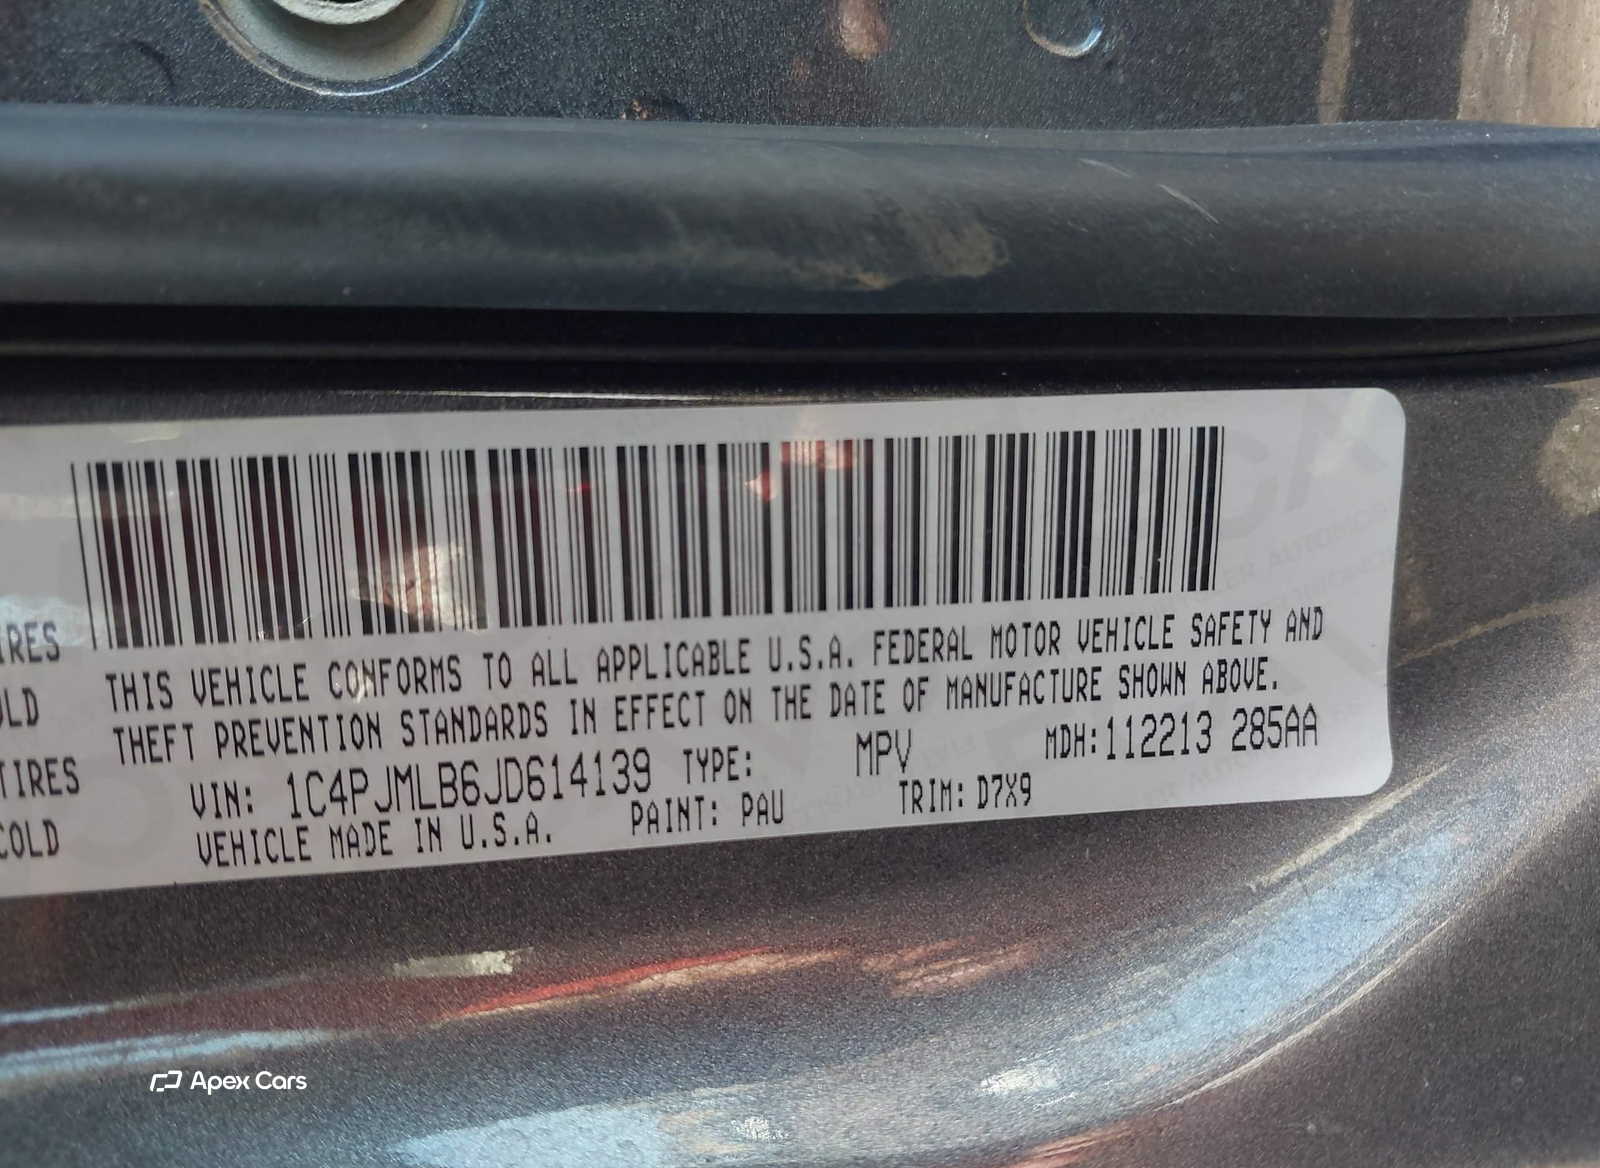 IRES
OLD
TIRES
COLD
THIS VEHICLE CONFORMS TO ALL APPLICABLE U.S.A. FEDERAL MOTOR VEHICLE SAFETY AND
THEFT PREVENTION STANDARDS IN EFFECT ON THE DATE OF MANUFACTURE SHOWN ABOVE.
VIN: 1C4PJMLB6JD614139 TYPE: MPV MDH:112213 285AA
VEHICLE MADE IN U.S.A. PAINT: PAU TRIM: D7X9
Apex Cars